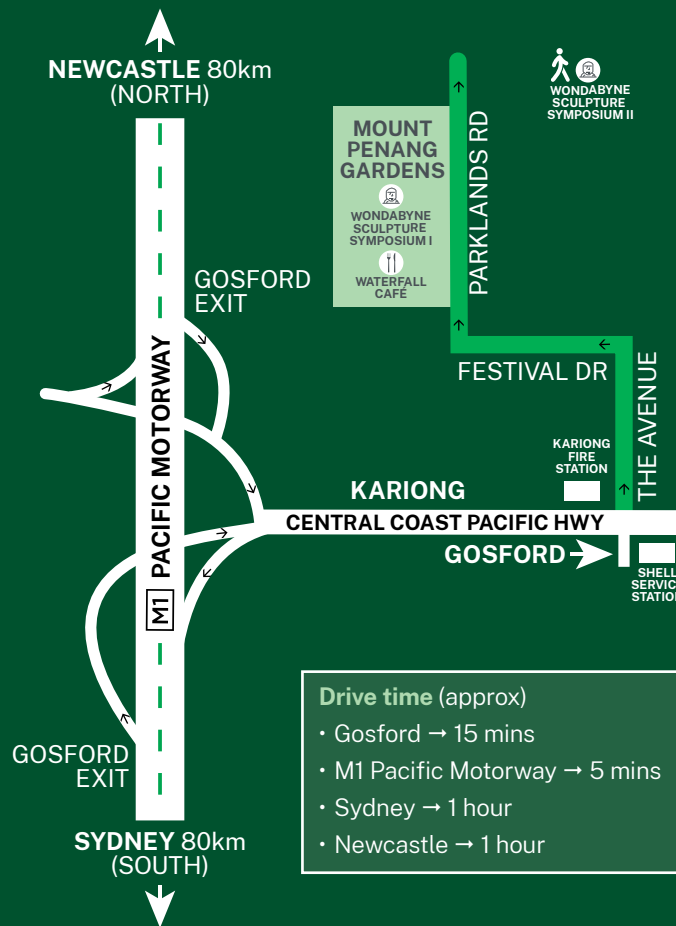 NEWCASTLE 80km
(NORTH)
WONDABYNE
SCULPTURE
SYMPOSIUM II
MOUNT
PENANG
GARDENS
WONDABYNE
SCULPTURE
SYMPOSIUM I
WATERFALL
CAFÉ
PARKLANDS RD
GOSFORD
EXIT
FESTIVAL DR
THE AVENUE
M1 PACIFIC MOTORWAY
KARIONG
FIRE
STATION
KARIONG
CENTRAL COAST PACIFIC HWY
GOSFORD
SHELL
SERVIC
STATION
GOSFORD
EXIT
SYDNEY 80km
(SOUTH)
Drive time (approx)
• Gosford → 15 mins
• M1 Pacific Motorway → 5 mins
• Sydney → 1 hour
• Newcastle → 1 hour